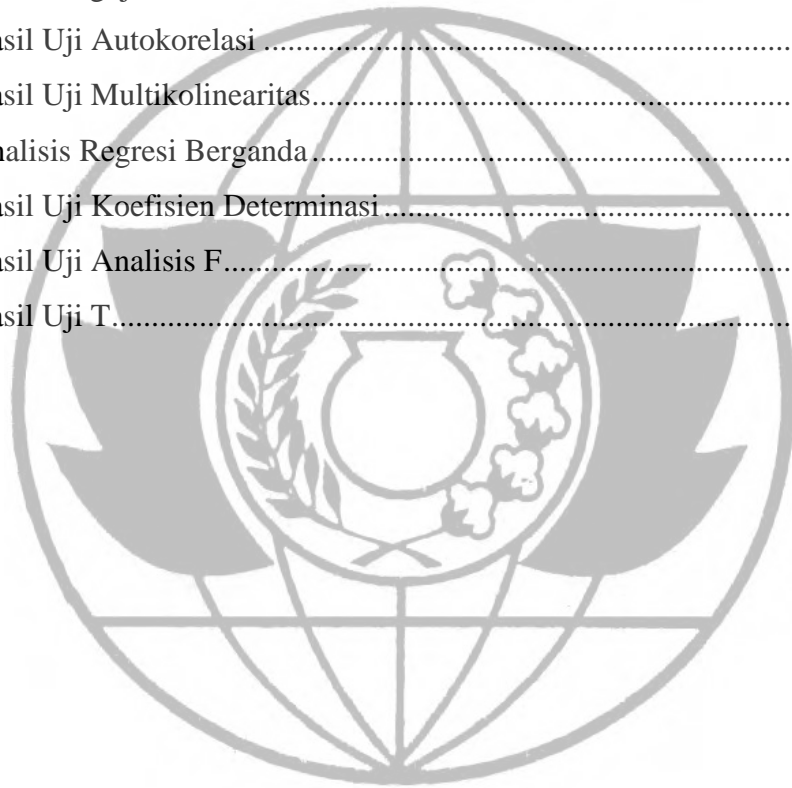 asil Uji Autokorelasi ................................................................................
asil Uji Multikolinearitas.........................................................................
nalisis Regresi Berganda.........................................................................
asil Uji Koefisien Determinasi................................................................
asil Uji Analisis F....................................................................................
asil Uji T..................................................................................................